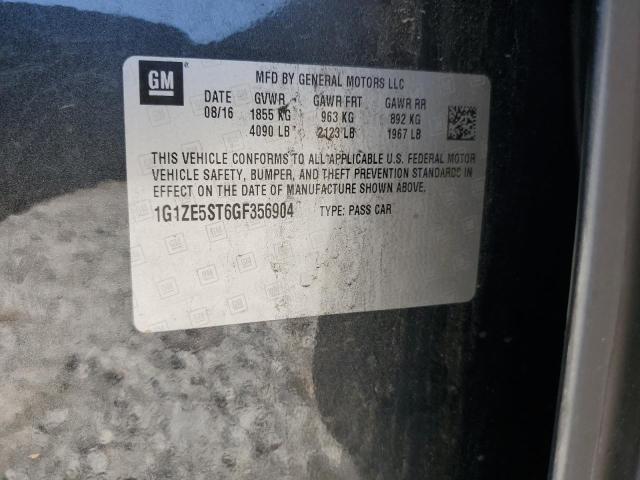 GM
MFD BY GENERAL MOTORS LLC
DATE GVWR GAWR FRT GAWR RR
08/16 1855 KG 963 KG 892 KG
4090 LB 2123 LB 1967 LB
THIS VEHICLE CONFORMS TO ALL APPLICABLE U.S. FEDERAL MOTOR
VEHICLE SAFETY, BUMPER, AND THEFT PREVENTION STANDARDS IN
EFFECT ON THE DATE OF MANUFACTURE SHOWN ABOVE.
1G1ZE5ST6GF356904 TYPE: PASS CAR